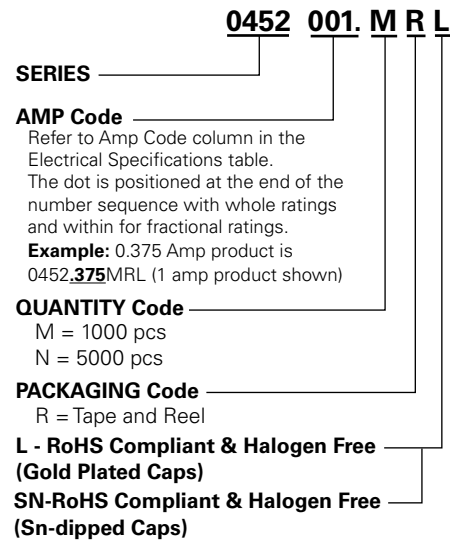 0452 001. M R L
SERIES
AMP Code
Refer to Amp Code column in the
Electrical Specifications table.
The dot is positioned at the end of the
number sequence with whole ratings
and within for fractional ratings.
Example: 0.375 Amp product is
0452.375MRL (1 amp product shown)
QUANTITY Code
M = 1000 pcs
N = 5000 pcs
PACKAGING Code
R = Tape and Reel
L - RoHS Compliant & Halogen Free
(Gold Plated Caps)
SN-RoHS Compliant & Halogen Free
(Sn-dipped Caps)